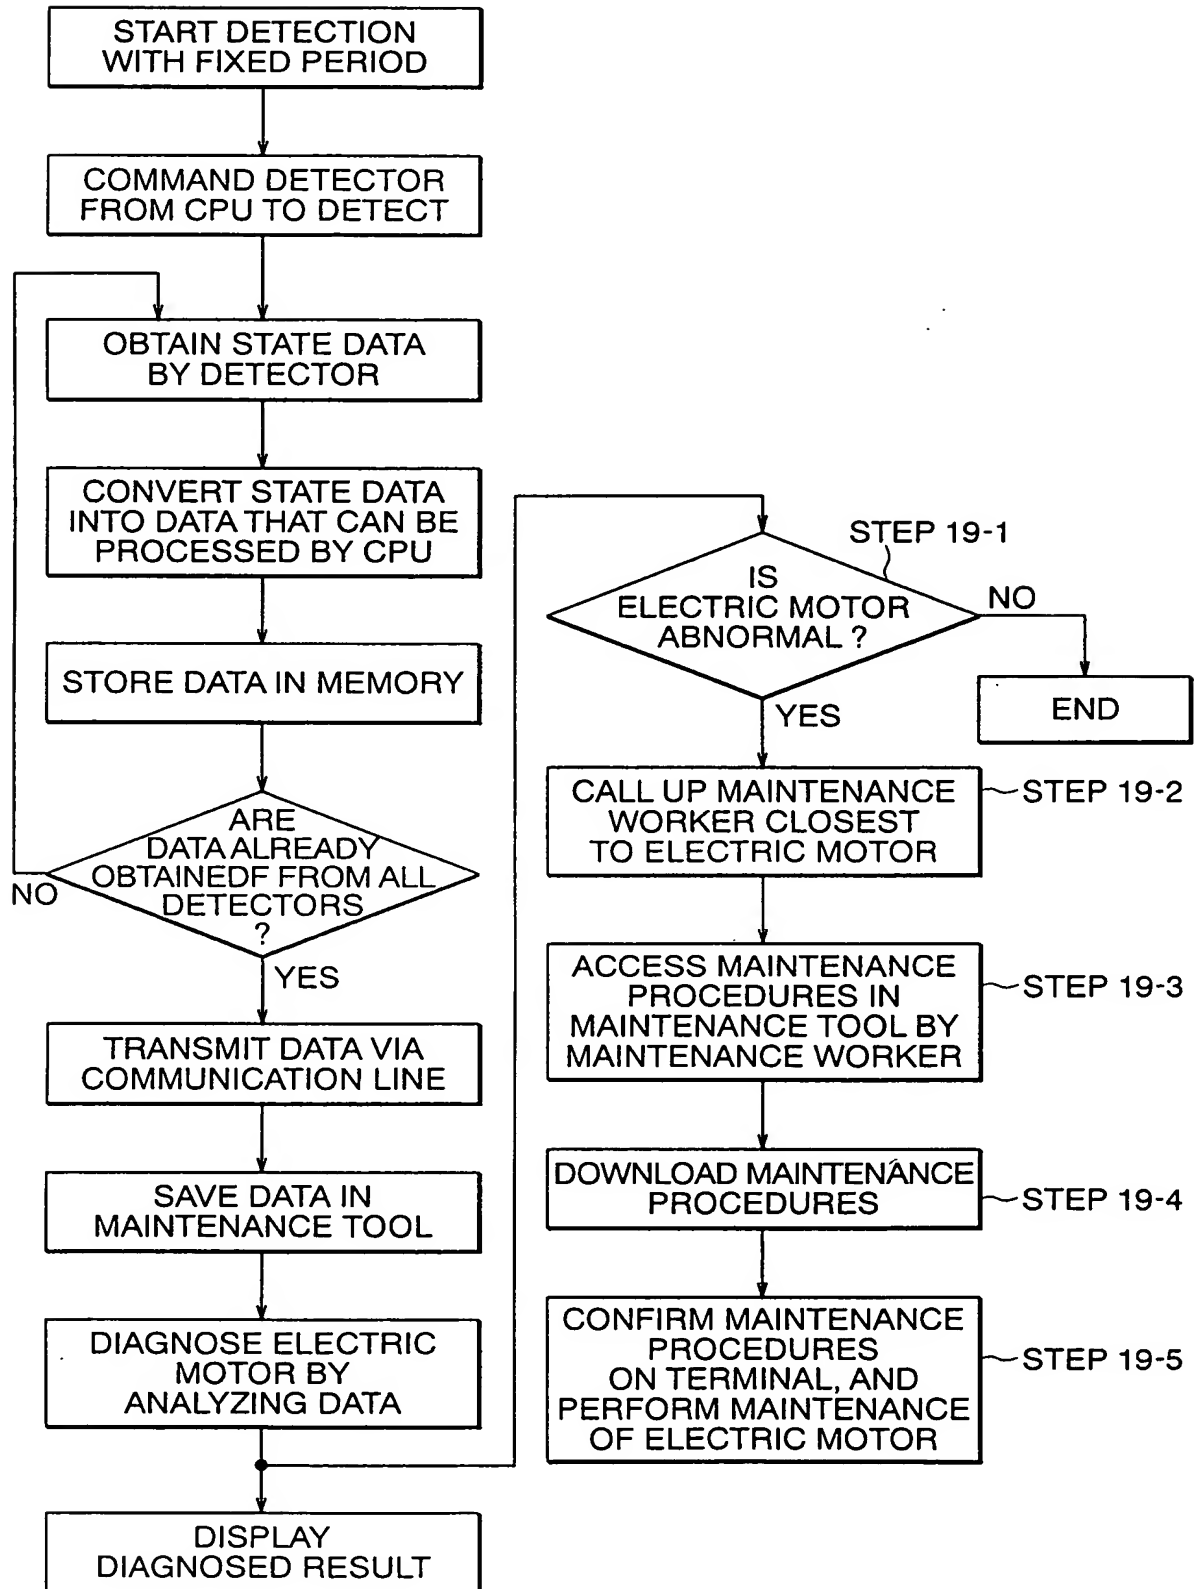 START DETECTION
WITH FIXED PERIOD
COMMAND DETECTOR
FROM CPU TO DETECT
OBTAIN STATE DATA
BY DETECTOR
CONVERT STATE DATA
INTO DATA THAT CAN BE
PROCESSED BY CPU
STORE DATA IN MEMORY
ARE
DATA ALREADY
OBTAINEDF FROM ALL
DETECTORS
?
NO
YES
TRANSMIT DATA VIA
COMMUNICATION LINE
SAVE DATA IN
MAINTENANCE TOOL
DIAGNOSE ELECTRIC
MOTOR BY
ANALYZING DATA
DISPLAY
DIAGNOSED RESULT
STEP 19-1
IS
ELECTRIC MOTOR
ABNORMAL ?
NO
END
YES
CALL UP MAINTENANCE
WORKER CLOSEST
TO ELECTRIC MOTOR
STEP 19-2
ACCESS MAINTENANCE
PROCEDURES IN
MAINTENANCE TOOL BY
MAINTENANCE WORKER
STEP 19-3
DOWNLOAD MAINTENANCE
PROCEDURES
STEP 19-4
CONFIRM MAINTENANCE
PROCEDURES
ON TERMINAL, AND
PERFORM MAINTENANCE
OF ELECTRIC MOTOR
STEP 19-5